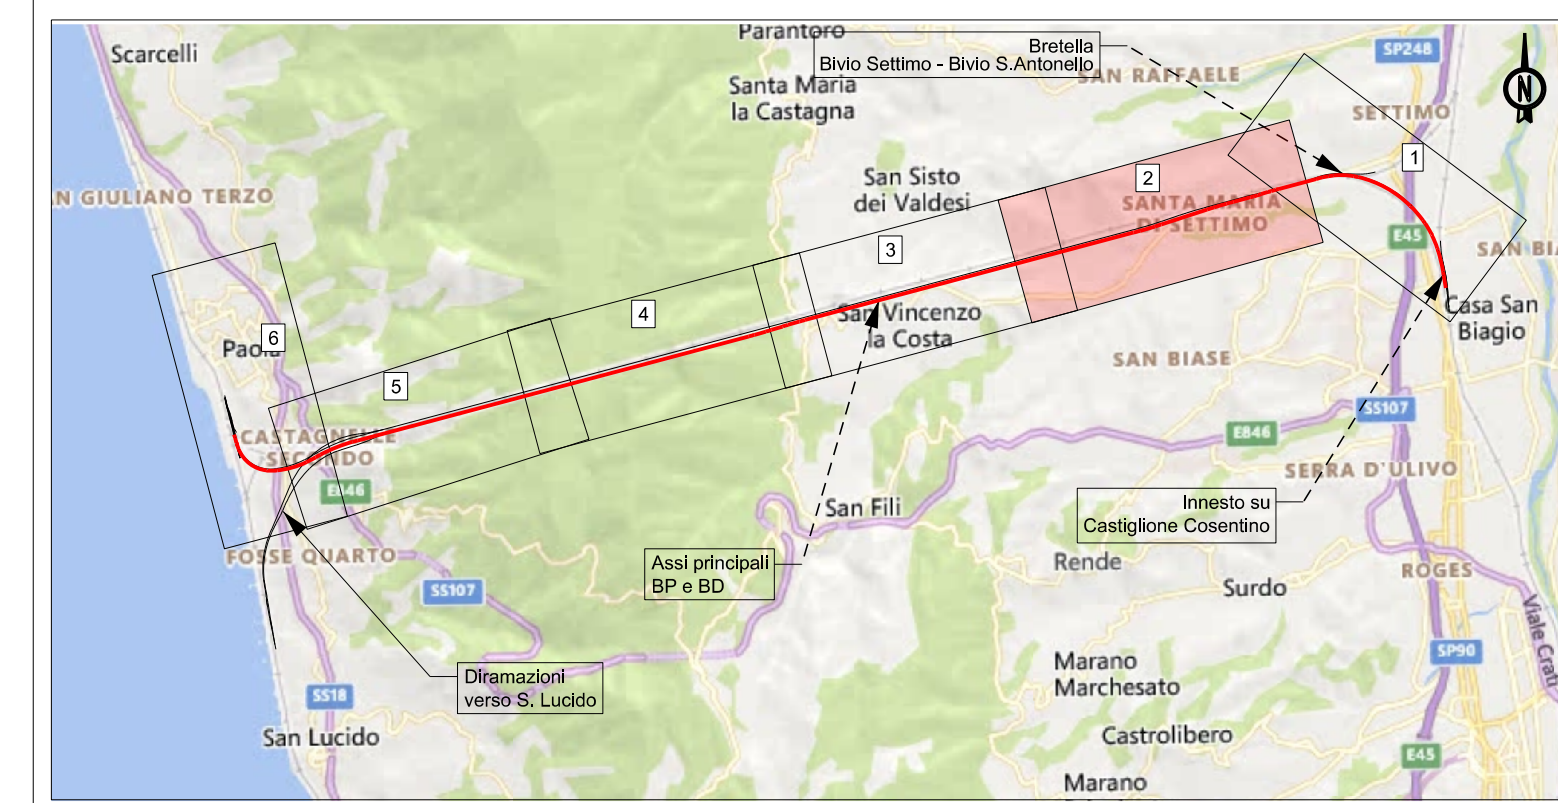 Scarcelli
Parantoro
Bretella
Bivio Settimo - Bivio S.Antonello
SP248
N
SAN RAFFAELE
Santa Maria
la Castagna
SETTIMO
1
San Sisto
dei Valdesi
2
SANTA MARIA
DI SETTIMO
N GIULIANO TERZO
3
E45
SAN BI
4
San Vincenzo
la Costa
Casa San
Biagio
6
Paola
5
SAN BIASE
SS107
CASTAGNELLE
SECONDO
E846
E846
SERRA D'ULIVO
San Fili
Innesto su
Castiglione Cosentino
FOSSE QUARTO
Assi principali
BP e BD
Rende
ROGES
SS107
Surdo
Viale Crati
Diramazioni
verso S. Lucido
SS18
Marano
Marchesato
SP90
San Lucido
Castrolibero
E45
Marano